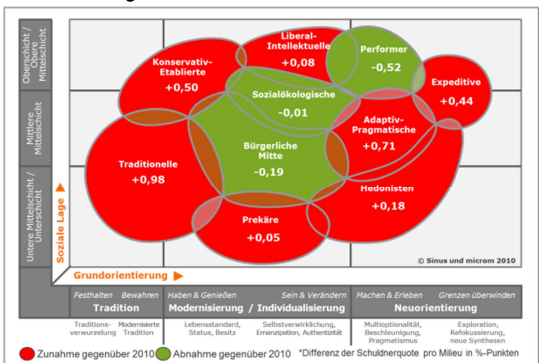 Oberschicht /
Obere
Mittelschicht
Mittlere
Mittelschicht
Untere Mittelschicht /
Unterschicht
Soziale Lage
Konservativ-
Etablierte
+0,50
Liberal-
Intellektuelle
+0,08
Performer
-0,52
Expeditive
+0,44
Sozialökologische
-0,01
Adaptiv-
Pragmatische
+0,71
Bürgerliche
Mitte
-0,19
Traditionelle
+0,98
Hedonisten
+0,18
Prekäre
+0,05
© Sinus und microm 2010
Grundorientierung
Festhalten Bewahren Haben & Genießen Sein & Verändern Machen & Erleben Grenzen überwinden
Tradition Modernisierung / Individualisierung Neuorientierung
Traditions-
verwurzelung
Modernisierte
Tradition
Lebensstandard,
Status, Besitz
Selbstverwirklichung,
Emanzipation, Authentizität
Multioptionalität,
Beschleunigung,
Pragmatismus
Exploration,
Refokussierung,
neue Synthesen
Zunahme gegenüber 2010 Abnahme gegenüber 2010 *Differenz der Schuldnerquote pro Milieu in %-Punkten